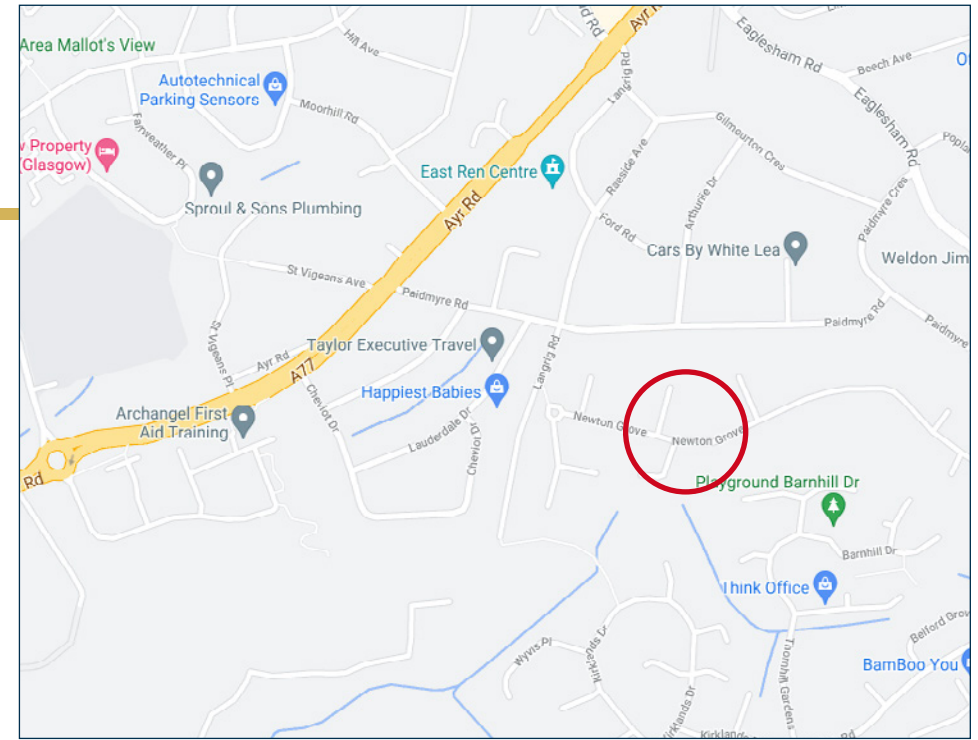 Ayr R
Eaglesham Rd
Area Mallot's View
Hill Ave
Beech Ave
Langrig Rd
Autotechnical
Parking Sensors
Moorhill Rd
Eaglesham Rd
Gilmourton Cres
Fairweather Pl
w Property
(Glasgow)
Raeside Ave
East Ren Centre
Arthurlie Dr
Paidmyre Cres
Sproul & Sons Plumbing
Ayr Rd
Ford Rd
Cars By White Lea
Weldon Jim
St Vigeans Ave
Paidmyre Rd
Paidmyre Rd
Paidmyre
St Vigeans Pl
Taylor Executive Travel
Langrig Rd
Ayr Rd
A77
Happiest Babies
Cheviot Dr
Archangel First
Aid Training
Lauderdale Dr
Newton Grove
Newton Grove
Cheviot Dr
Rd
Playground Barnhill Dr
Barnhill Dr
Think Office
Belford Grov
Wyvis Pl
Kirklands Dr
BamBoo You
Thornhill Gardens
Kirklands Dr
Kirklands
Rd